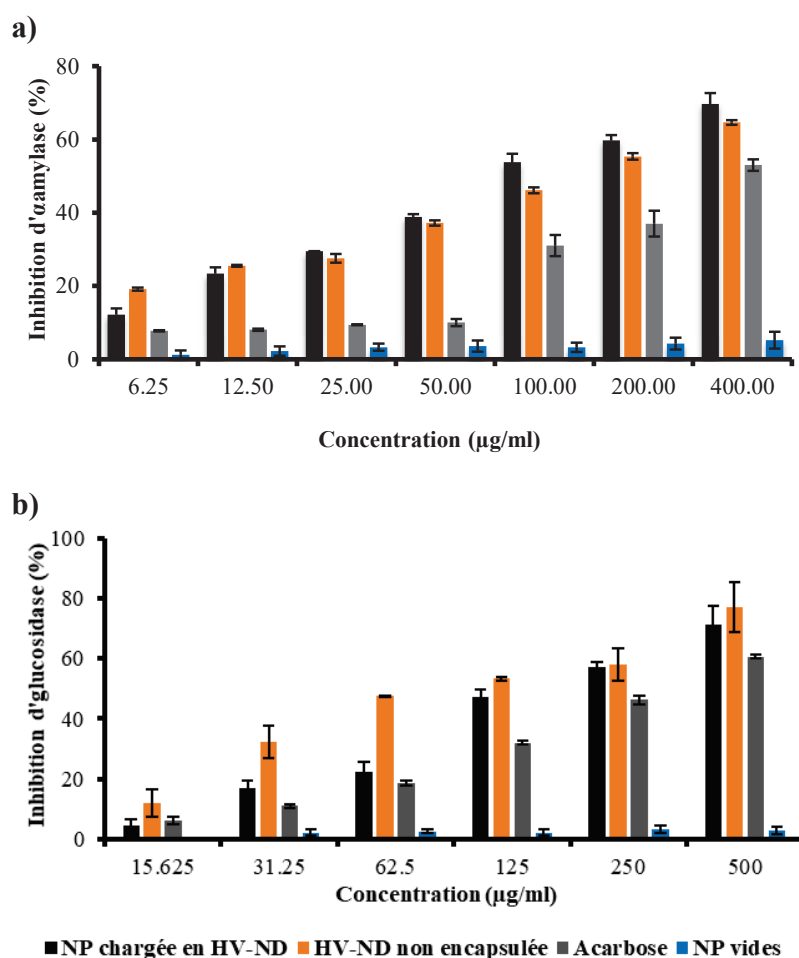 a)
80
60
40
20
0
Inhibition d'αamylase (%)
6.25 12.50 25.00 50.00 100.00 200.00 400.00
Concentration (µg/ml)
b)
100
80
60
40
20
0
Inhibition d'glucosidase (%)
15.625 31.25 62.5 125 250 500
Concentration (µg/ml)
NP chargée en HV-ND HV-ND non encapsulée Acarbose NP vides